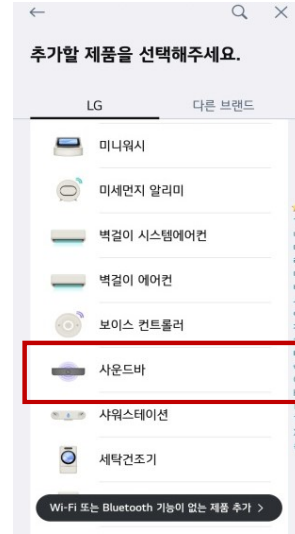 추가할 제품을 선택해주세요.
LG 다른 브랜드
미니워시
미세먼지 알리미
벽걸이 시스템에어컨
벽걸이 에어컨
보이스 컨트롤러
사운드바
샤워스테이션
세탁건조기
Wi-Fi 또는 Bluetooth 기능이 없는 제품 추가 >